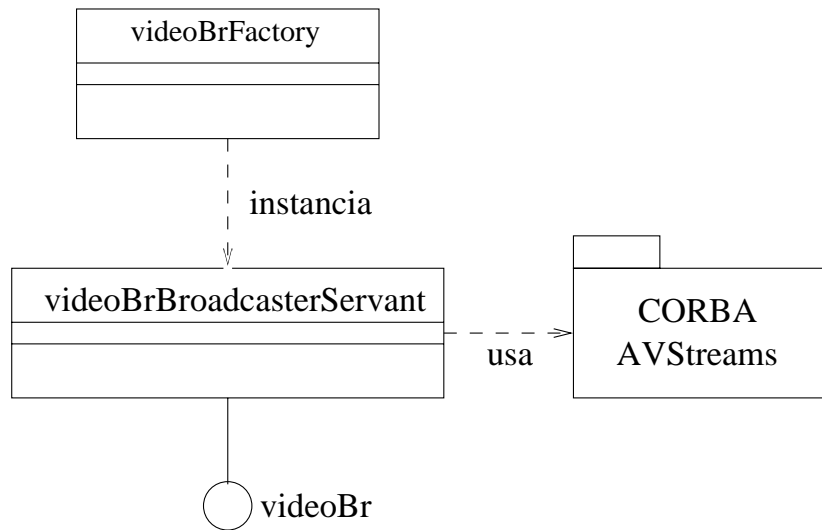 videoBrFactory
instancia
videoBrBroadcasterServant
usa
CORBA
AVStreams
videoBr